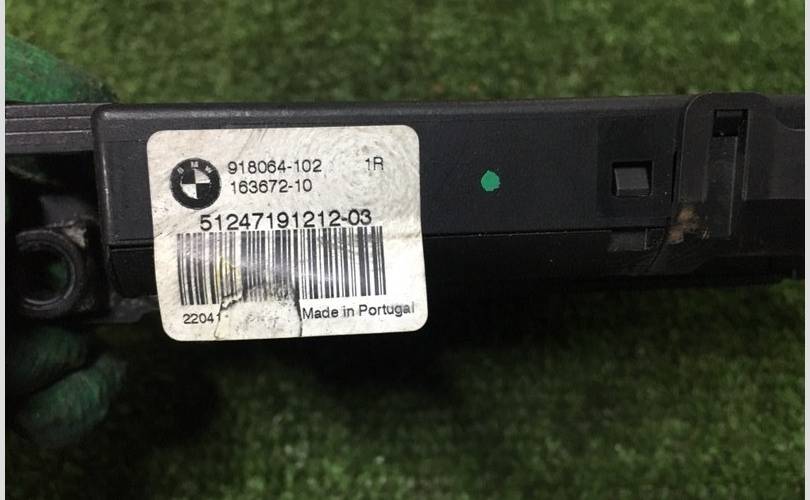 BMW
918064-102 1R
163672-10
51247191212-03
22041
Made in Portugal